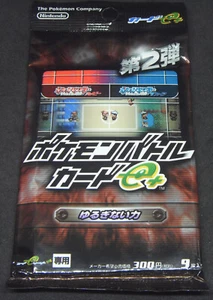 The Pokémon Company
Nintendo
カードe+
第2弾
ポケモンバトル
カードe+
ゆるぎない力
専用
メーカー希望小売価格
300円
9